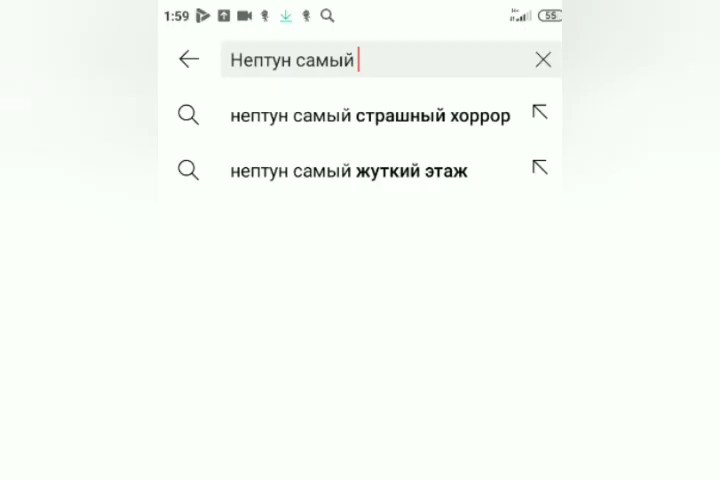 1:59
55
Нептун самый
нептун самый страшный хоррор
нептун самый жуткий этаж